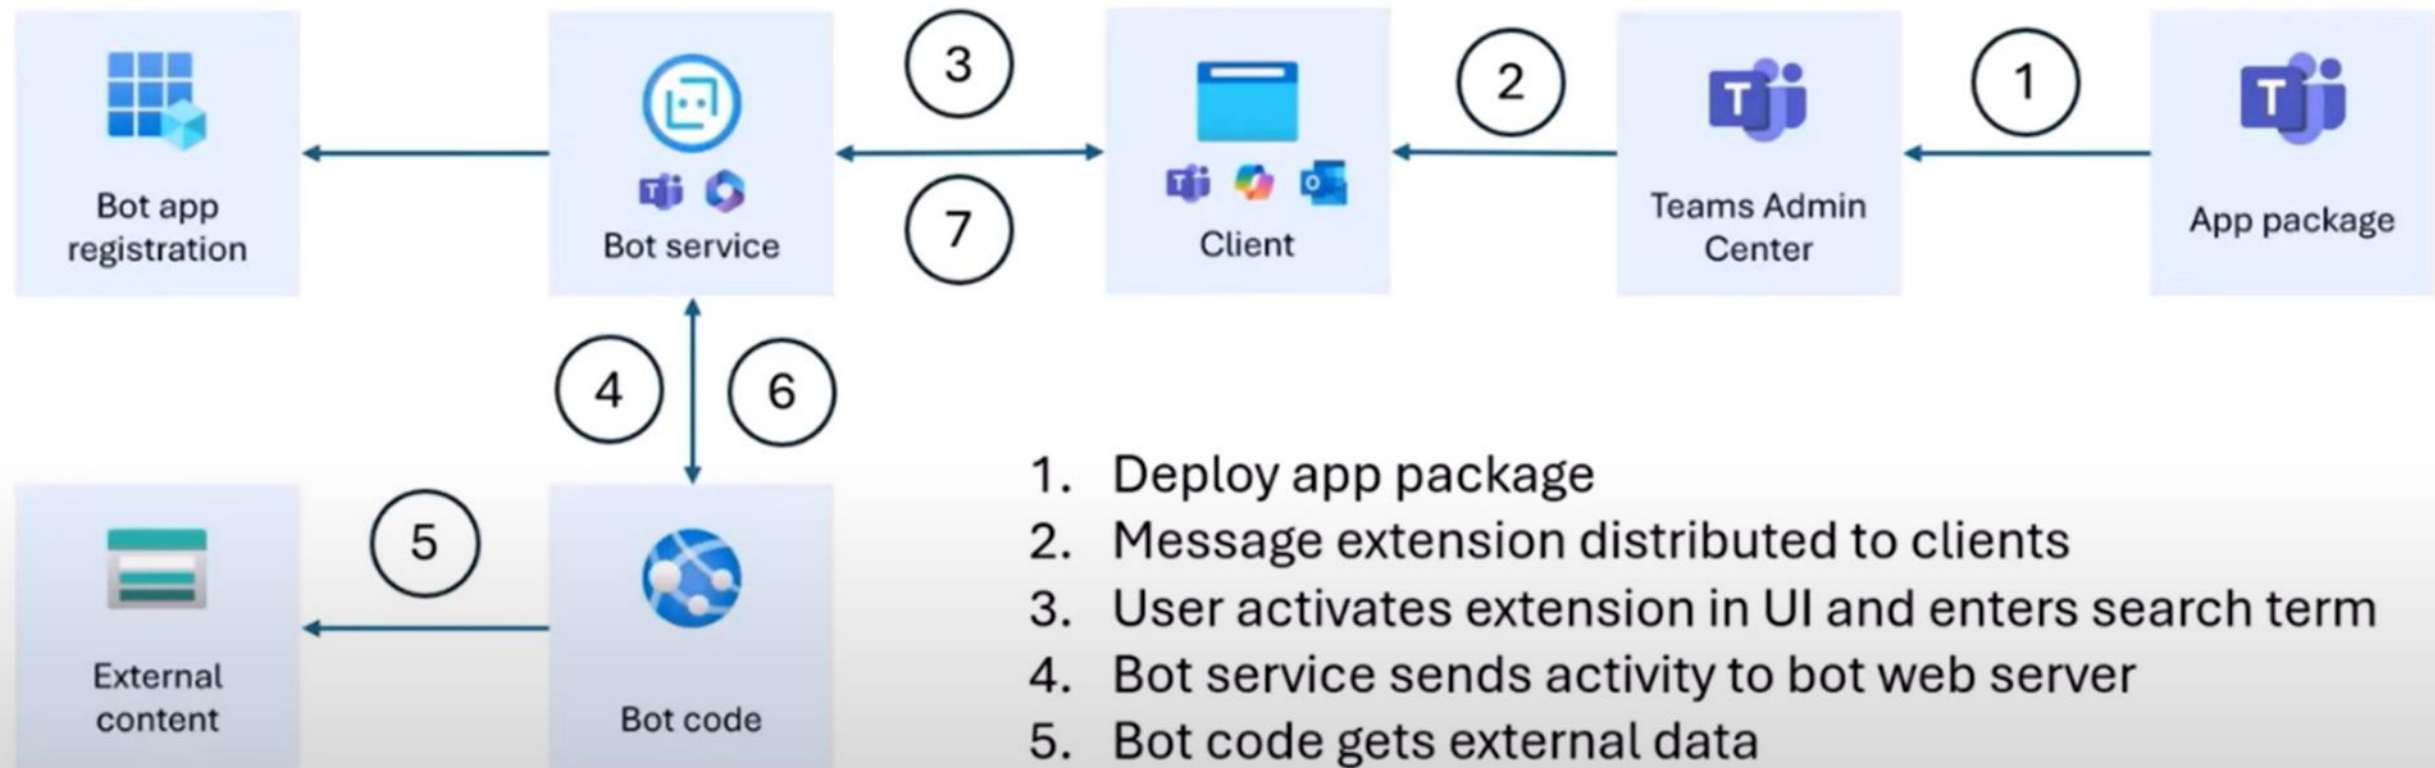 3
2
1
T
T
T
T
O
Bot app
registration
Bot service
Client
Teams Admin
Center
App package
7
4
6
5
External
content
Bot code
1. Deploy app package
2. Message extension distributed to clients
3. User activates extension in UI and enters search term
4. Bot service sends activity to bot web server
5. Bot code gets external data